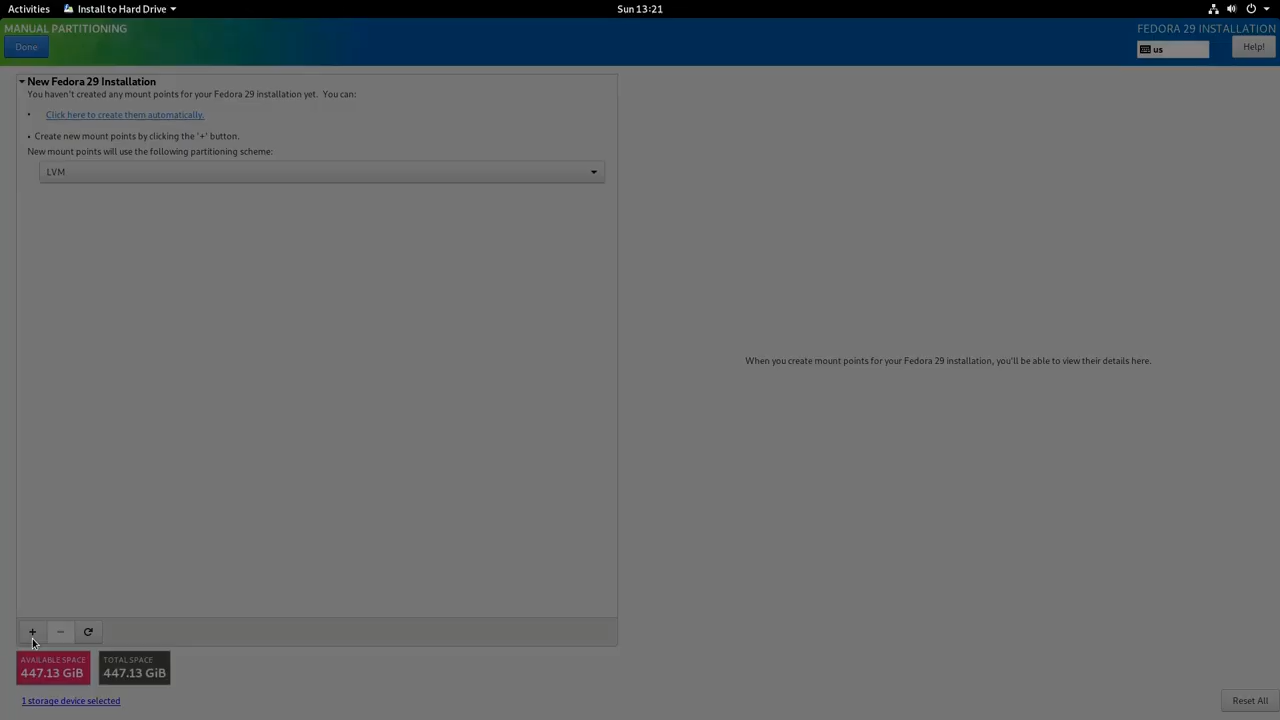 Activities Install to Hard Drive Sun 13:21
MANUAL PARTITIONING FEDORA 29 INSTALLATION
Done us Help!
New Fedora 29 Installation
You haven't created any mount points for your Fedora 29 installation yet. You can:
• Click here to create them automatically.
• Create new mount points by clicking the '+' button.
New mount points will use the following partitioning scheme:
LVM
When you create mount points for your Fedora 29 installation, you'll be able to view their details here.
+ −
AVAILABLE SPACE
447.13 GiB
TOTAL SPACE
447.13 GiB
1 storage device selected
Reset All